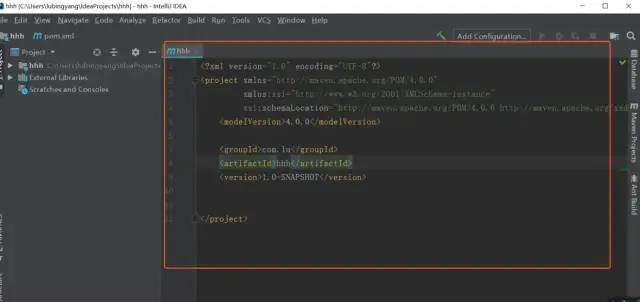 hhh [C:\Users\lubingyang\IdeaProjects\hhh] - hhh - IntelliJ IDEA
File Edit View Navigate Code Analyze Refactor Build Run Tools VCS Window Help
hhh pom.xml Add Configuration...
Project hhh
hhh C:\Users\lubingyang\IdeaProjects
External Libraries
Scratches and Consoles
<?xml version="1.0" encoding="UTF-8"?>
<project xmlns="http://maven.apache.org/POM/4.0.0"
xmlns:xsi="http://www.w3.org/2001/XMLSchema-instance"
xsi:schemaLocation="http://maven.apache.org/POM/4.0.0 http://maven.apache.org/xsd
<modelVersion>4.0.0</modelVersion>
<groupId>com.lu</groupId>
<artifactId>hhh</artifactId>
<version>1.0-SNAPSHOT</version>
</project>
1: Project
Database
Maven Projects
Ant Build